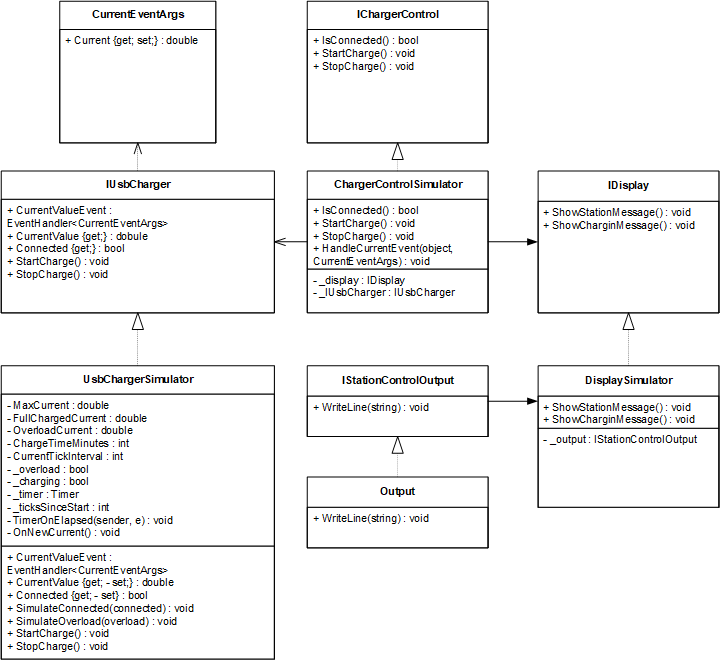 CurrentEventArgs
+ Current {get; set;} : double
IChargerControl
+ IsConnected() : bool
+ StartCharge() : void
+ StopCharge() : void
IUsbCharger
+ CurrentValueEvent :
EventHandler<CurrentEventArgs>
+ CurrentValue {get;} : dobule
+ Connected {get;} : bool
+ StartCharge() : void
+ StopCharge() : void
ChargerControlSimulator
+ IsConnected() : bool
+ StartCharge() : void
+ StopCharge() : void
+ HandleCurrentEvent(object,
CurrentEventArgs) : void
- _display : IDisplay
- _IUsbCharger : IUsbCharger
IDisplay
+ ShowStationMessage() : void
+ ShowCharginMessage() : void
UsbChargerSimulator
- MaxCurrent : double
- FullChargedCurrent : double
- OverloadCurrent : double
- ChargeTimeMinutes : int
- CurrentTickInterval : int
- _overload : bool
- _charging : bool
- _timer : Timer
- _ticksSinceStart : int
- TimerOnElapsed(sender, e) : void
- OnNewCurrent() : void
+ CurrentValueEvent :
EventHandler<CurrentEventArgs>
+ CurrentValue {get; - set;} : double
+ Connected {get; - set} : bool
+ SimulateConnected(connected) : void
+ SimulateOverload(overload) : void
+ StartCharge() : void
+ StopCharge() : void
IStationControlOutput
+ WriteLine(string) : void
DisplaySimulator
+ ShowStationMessage() : void
+ ShowCharginMessage() : void
- _output : IStationControlOutput
Output
+ WriteLine(string) : void